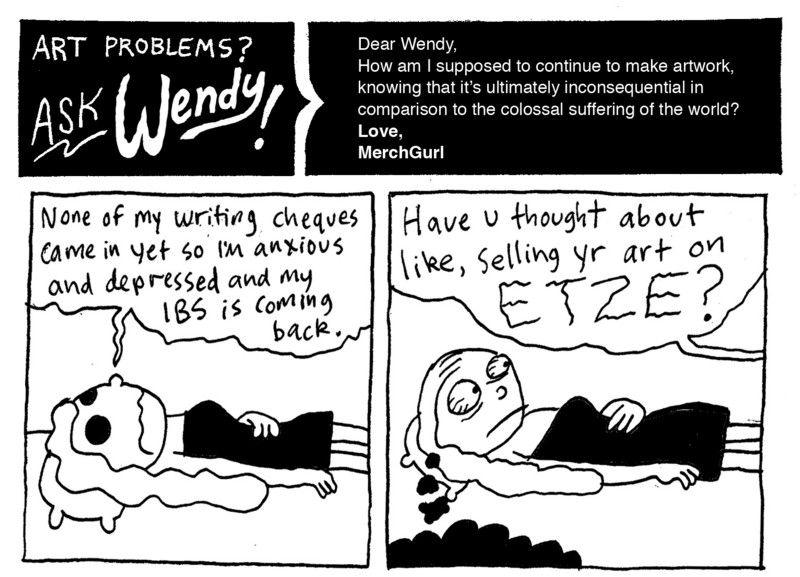 ART PROBLEMS?
ASK Wendy!
Dear Wendy,
How am I supposed to continue to make artwork,
knowing that it's ultimately inconsequential in
comparison to the colossal suffering of the world?
Love,
MerchGurl
None of my writing cheques
came in yet so I'm anxious
and depressed and my
IBS is coming
back.
Have u thought about
like, selling yr art on
ETZE?